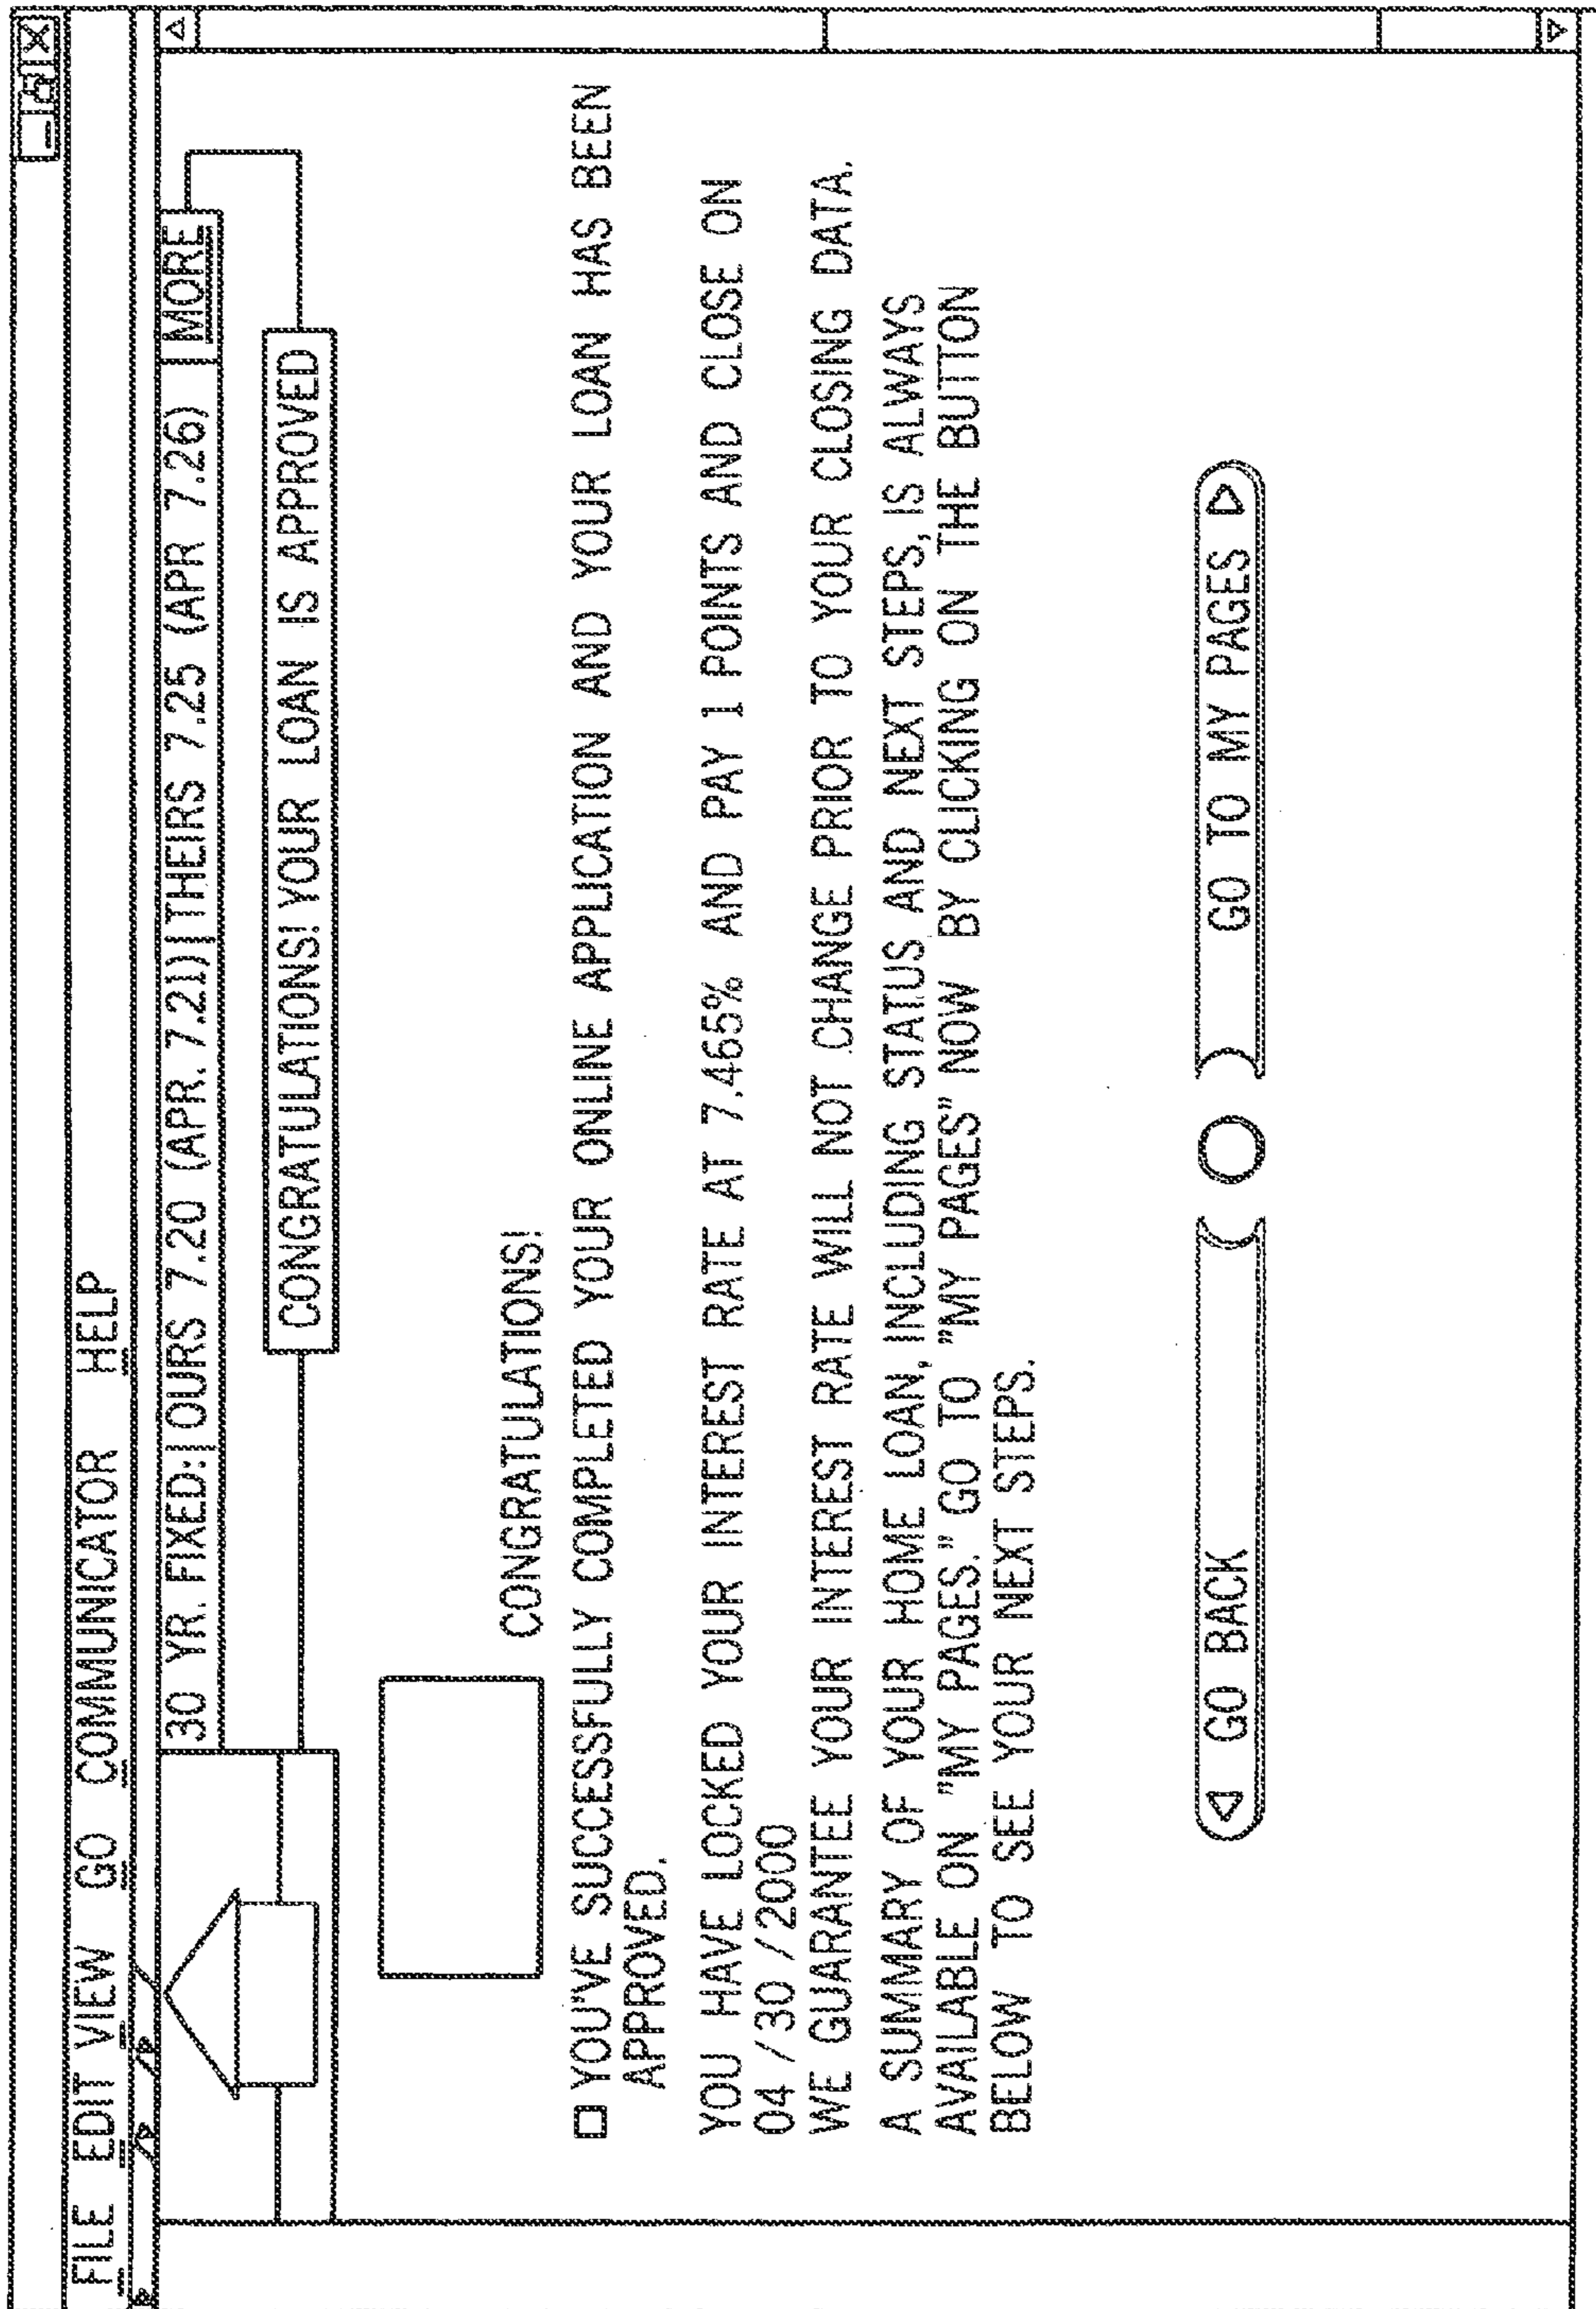 FILE EDIT VIEW GO COMMUNICATOR HELP
30 YR. FIXED:|OURS 7.20 (APR. 7.21)|THEIRS 7.25 (APR 7.26) |MORE
CONGRATULATIONS! YOUR LOAN IS APPROVED
CONGRATULATIONS!
YOU'VE SUCCESSFULLY COMPLETED YOUR ONLINE APPLICATION AND YOUR LOAN HAS BEEN
APPROVED.
YOU HAVE LOCKED YOUR INTEREST RATE AT 7.465% AND PAY 1 POINTS AND CLOSE ON
04/30/2000
WE GUARANTEE YOUR INTEREST RATE WILL NOT CHANGE PRIOR TO YOUR CLOSING DATA.
A SUMMARY OF YOUR HOME LOAN, INCLUDING STATUS AND NEXT STEPS, IS ALWAYS
AVAILABLE ON "MY PAGES." GO TO "MY PAGES" NOW BY CLICKING ON THE BUTTON
BELOW TO SEE YOUR NEXT STEPS.
GO BACK
GO TO MY PAGES